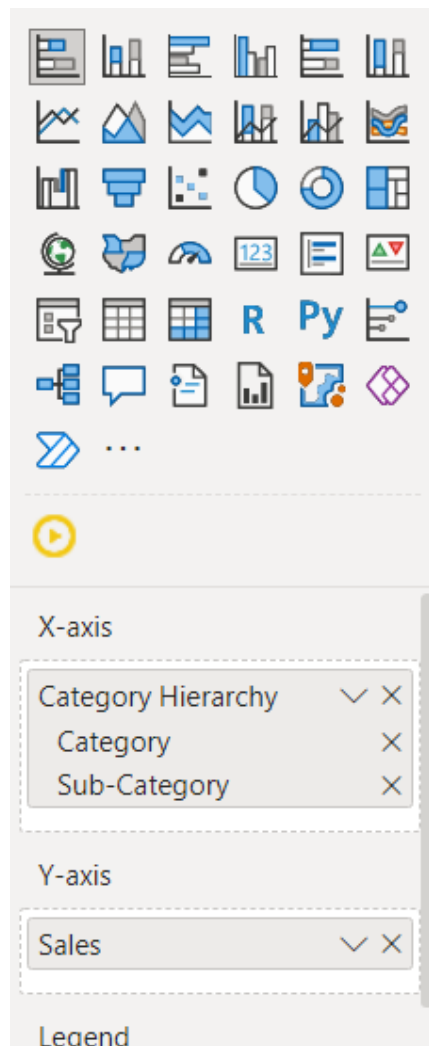 123
R Py
...
X-axis
Category Hierarchy
Category
Sub-Category
Y-axis
Sales
Legend